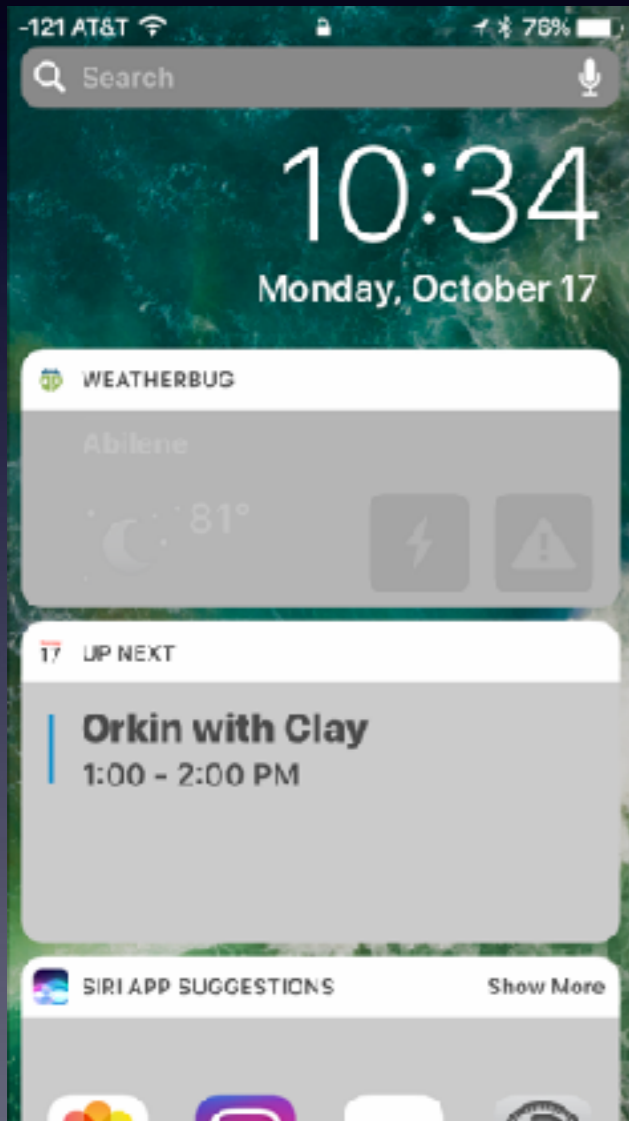 -121 AT&T 76%
Search
10:34
Monday, October 17
WEATHERBUG
Abilene
81°
17 UP NEXT
Orkin with Clay
1:00 - 2:00 PM
SIRI APP SUGGESTIONS Show More